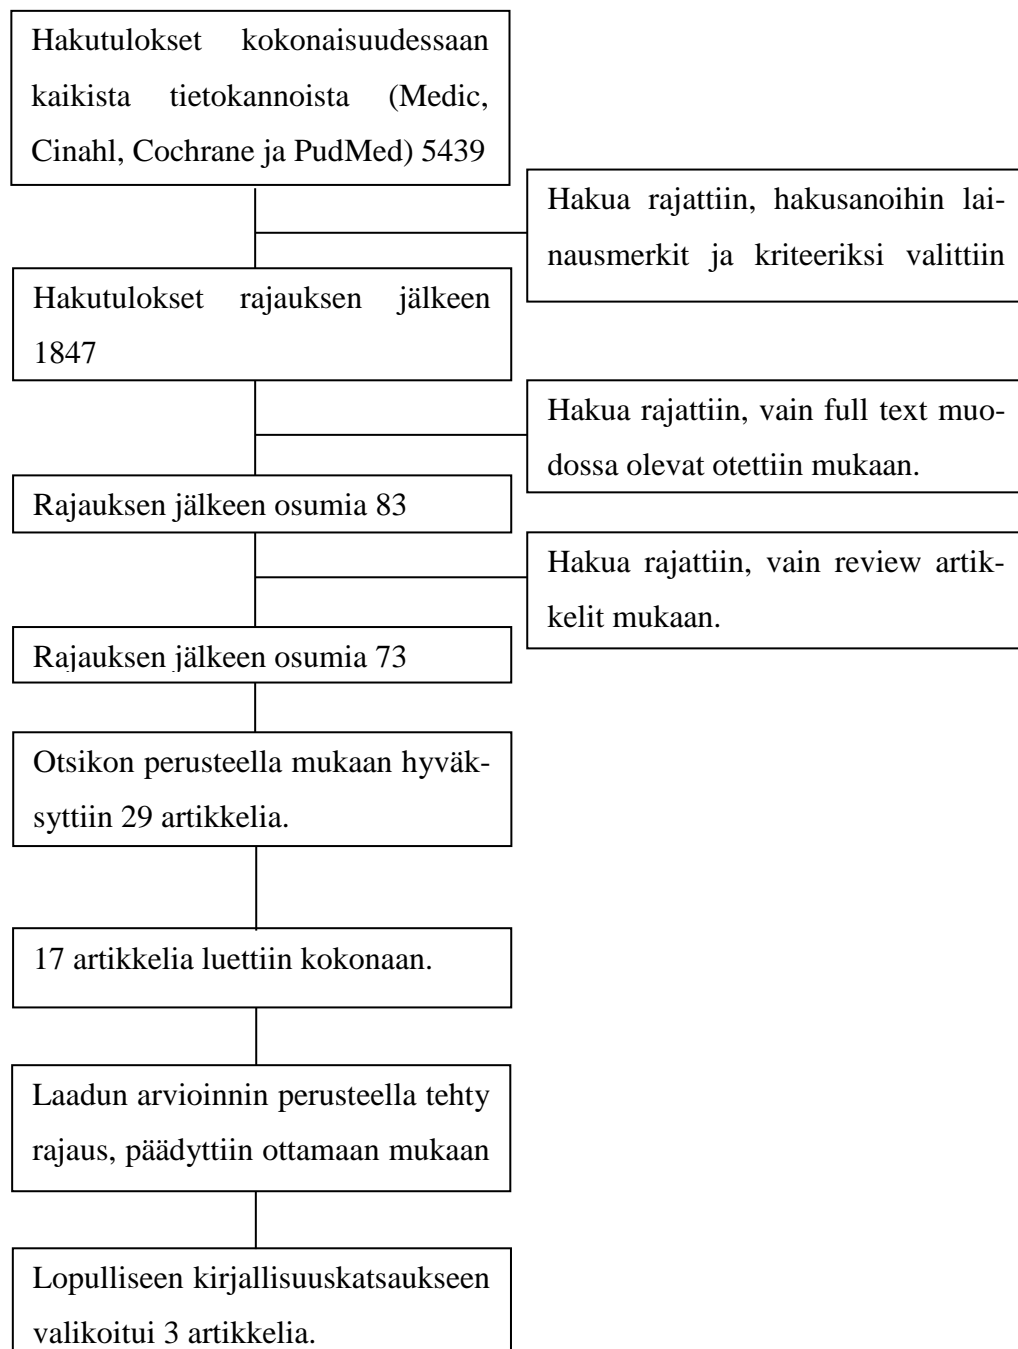 Hakutulokset kokonaisuudessaan
kaikista tietokannoista (Medic,
Cinahl, Cochrane ja PudMed) 5439
Hakua rajattiin, hakusanoihin lai-
nausmerkit ja kriteeriksi valittiin
Hakutulokset rajauksen jälkeen
1847
Hakua rajattiin, vain full text muo-
dossa olevat otettiin mukaan.
Rajauksen jälkeen osumia 83
Hakua rajattiin, vain review artik-
kelit mukaan.
Rajauksen jälkeen osumia 73
Otsikon perusteella mukaan hyväk-
syttiin 29 artikkelia.
17 artikkelia luettiin kokonaan.
Laadun arvioinnin perusteella tehty
rajaus, päädyttiin ottamaan mukaan
Lopulliseen kirjallisuuskatsaukseen
valikoitui 3 artikkelia.